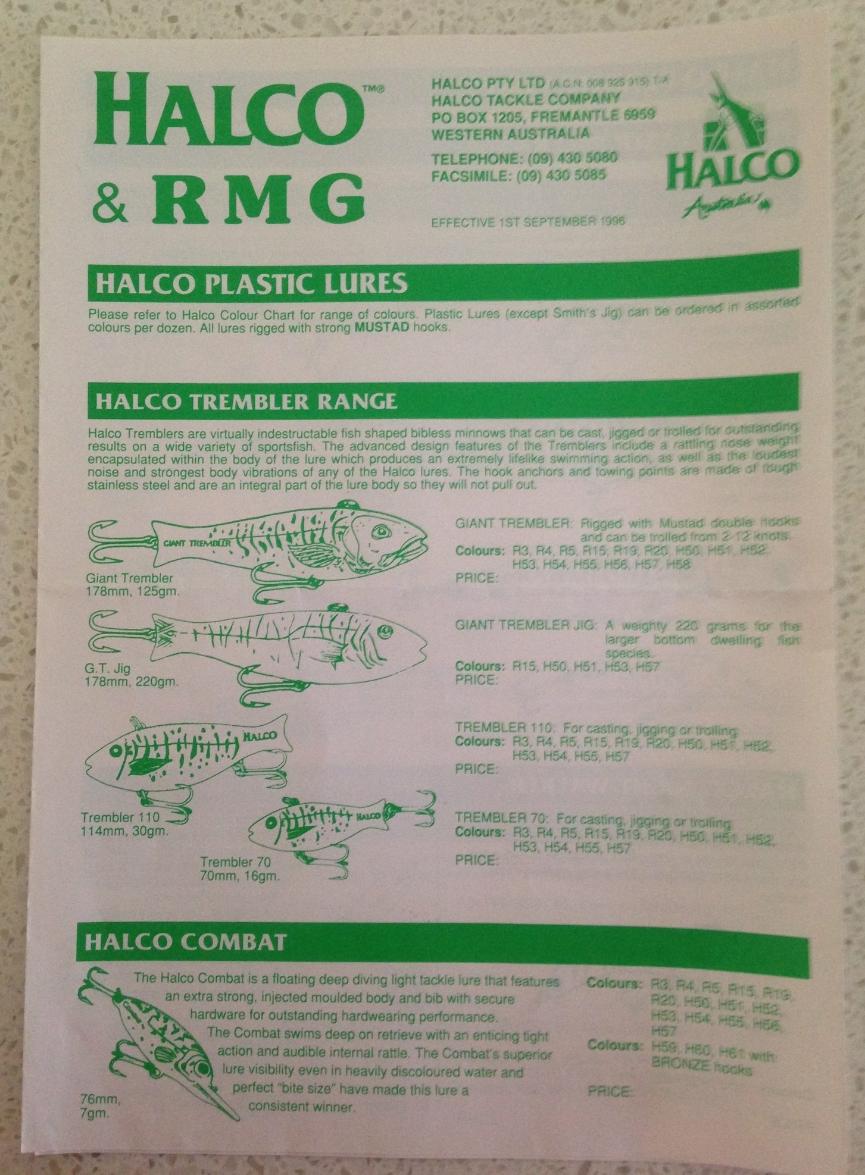 HALCO™®
& RMG
HALCO PTY LTD (A.C.N. 008 925 915) T/A
HALCO TACKLE COMPANY
PO BOX 1205, FREMANTLE 6959
WESTERN AUSTRALIA
TELEPHONE: (09) 430 5080
FACSIMILE: (09) 430 5085
EFFECTIVE 1ST SEPTEMBER 1996
HALCO
Australia
HALCO PLASTIC LURES
Please refer to Halco Colour Chart for range of colours. Plastic Lures (except Smith's Jig) can be ordered in assorted
colours per dozen. All lures rigged with strong MUSTAD hooks.
HALCO TREMBLER RANGE
Halco Tremblers are virtually indestructable fish shaped bibless minnows that can be cast, jigged or trolled for outstanding
results on a wide variety of sportsfish. The advanced design features of the Tremblers include a rattling nose weight
encapsulated within the body of the lure which produces an extremely lifelike swimming action, as well as the loudest
noise and strongest body vibrations of any of the Halco lures. The hook anchors and towing points are made of tough
stainless steel and are an integral part of the lure body so they will not pull out.
GIANT TREMBLER
Giant Trembler
178mm, 125gm.
GIANT TREMBLER: Rigged with Mustad double hooks
and can be trolled from 2-12 knots.
Colours: R3, R4, R5, R15, R19, R20, H50, H51, H52,
H53, H54, H55, H56, H57, H58
PRICE:
G.T. Jig
178mm, 220gm.
GIANT TREMBLER JIG: A weighty 220 grams for the
larger bottom dwelling fish
species.
Colours: R15, H50, H51, H53, H57
PRICE:
HALCO
Trembler 110
114mm, 30gm.
TREMBLER 110: For casting, jigging or trolling
Colours: R3, R4, R5, R15, R19, R20, H50, H51, H52,
H53, H54, H55, H57
PRICE:
HALCO
Trembler 70
70mm, 16gm.
TREMBLER 70: For casting, jigging or trolling
Colours: R3, R4, R5, R15, R19, R20, H50, H51, H52,
H53, H54, H55, H57
PRICE:
HALCO COMBAT
The Halco Combat is a floating deep diving light tackle lure that features
an extra strong, injected moulded body and bib with secure
hardware for outstanding hardwearing performance.
The Combat swims deep on retrieve with an enticing tight
action and audible internal rattle. The Combat's superior
lure visibility even in heavily discoloured water and
perfect "bite size" have made this lure a
consistent winner.
76mm,
7gm.
Colours: R3, R4, R5, R15, R19,
R20, H50, H51, H52,
H53, H54, H55, H56,
H57
Colours: H59, H60, H61 with
BRONZE hooks
PRICE: